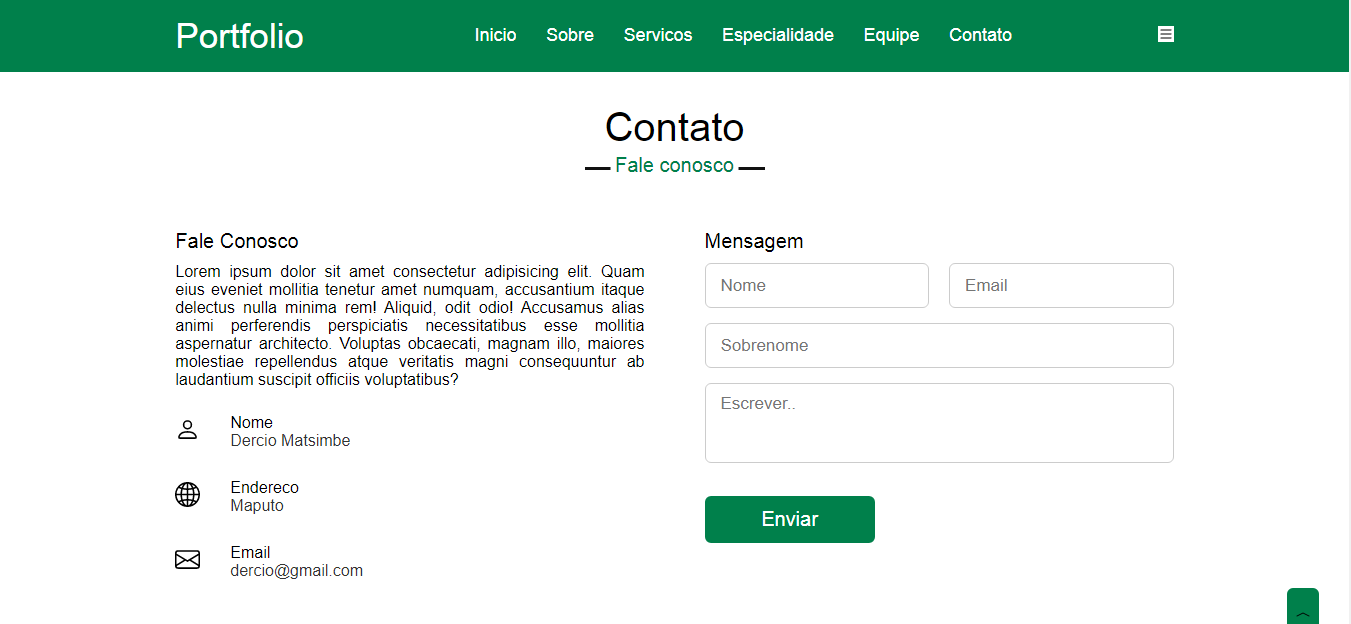 Portfolio
Inicio Sobre Servicos Especialidade Equipe Contato
Contato
Fale conosco
Fale Conosco
Lorem ipsum dolor sit amet consectetur adipisicing elit. Quam
eius eveniet mollitia tenetur amet numquam, accusantium itaque
delectus nulla minima rem! Aliquid, odit odio! Accusamus alias
animi perferendis perspiciatis necessitatibus esse mollitia
aspernatur architecto. Voluptas obcaecati, magnam illo, maiores
molestiae repellendus atque veritatis magni consequuntur ab
laudantium suscipit officiis voluptatibus?
Nome
Dercio Matsimbe
Endereco
Maputo
Email
dercio@gmail.com
Mensagem
Nome Email
Sobrenome
Escrever..
Enviar